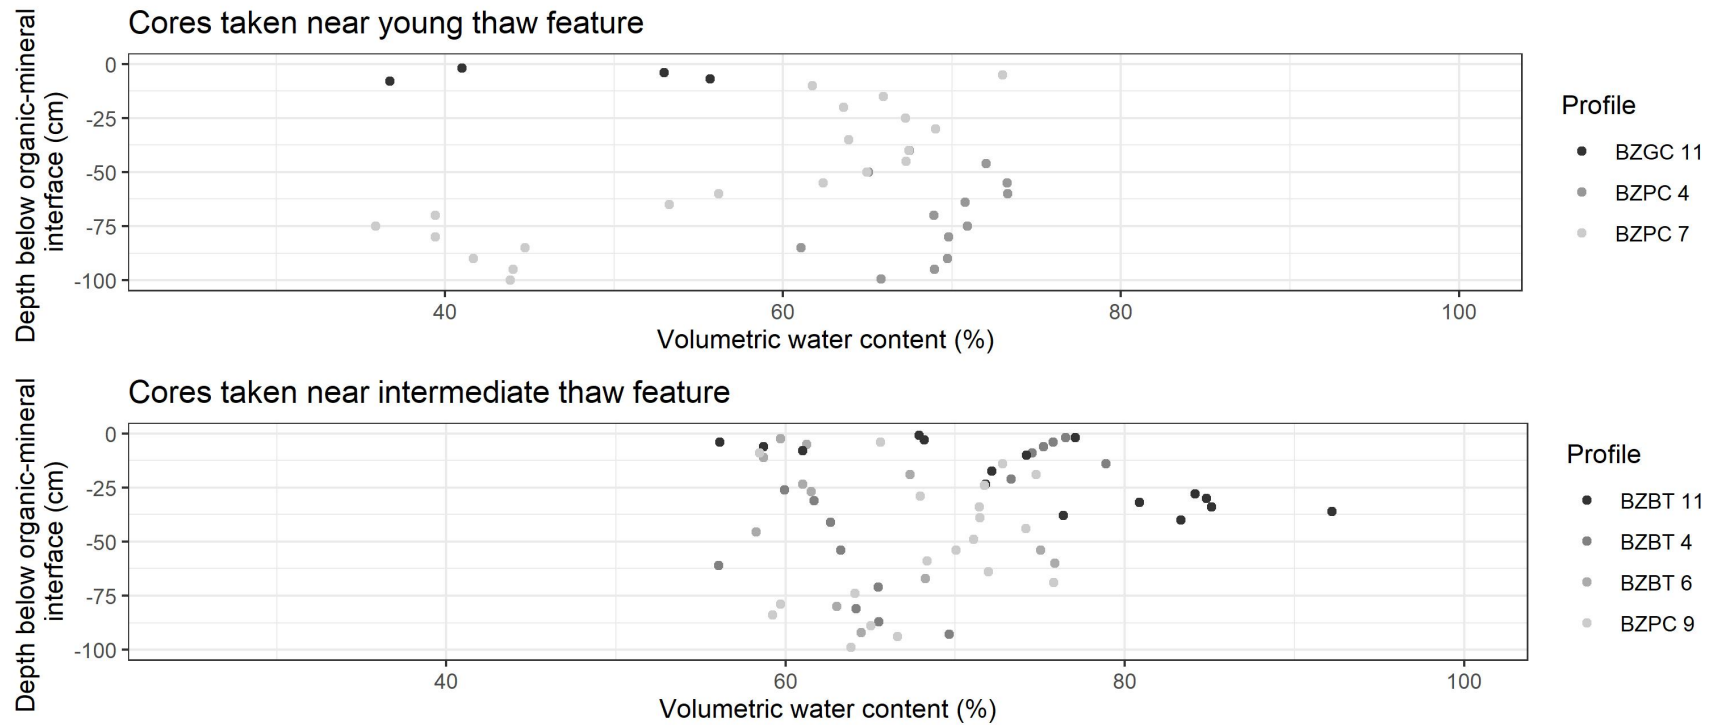 Cores taken near young thaw feature
Depth below organic-mineral
interface (cm)
0
-25
-50
-75
-100
40
60
80
100
Volumetric water content (%)
Profile
BZGC 11
BZPC 4
BZPC 7
Cores taken near intermediate thaw feature
Depth below organic-mineral
interface (cm)
0
-25
-50
-75
-100
40
60
80
100
Volumetric water content (%)
Profile
BZBT 11
BZBT 4
BZBT 6
BZPC 9